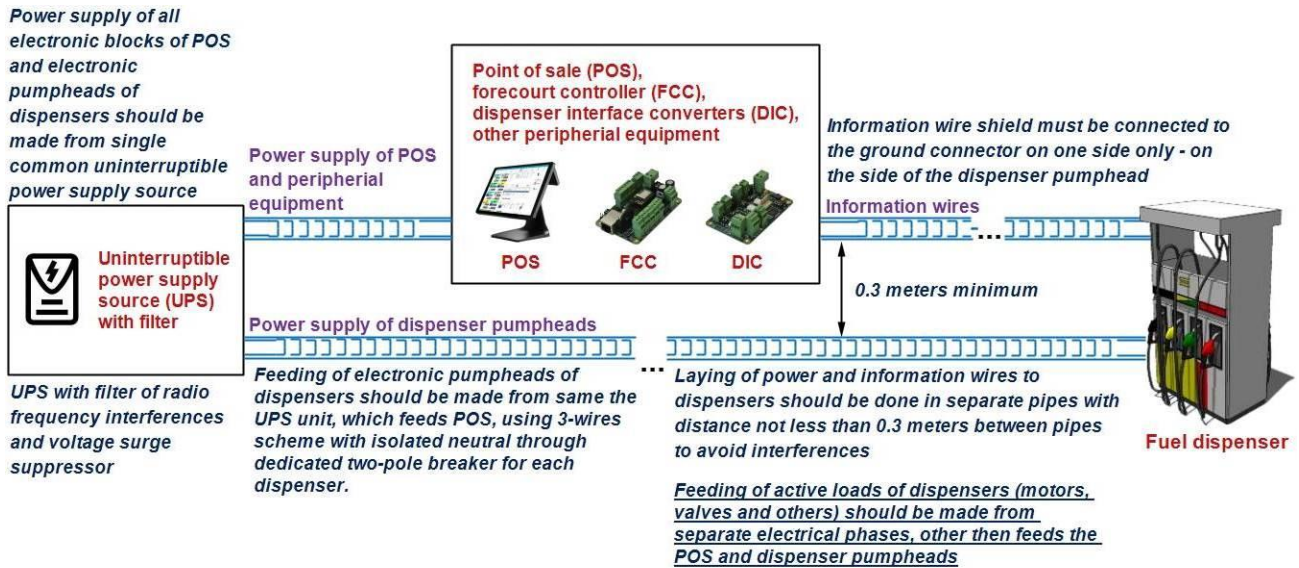 Power supply of all
electronic blocks of POS
and electronic
pumpheads of
dispensers should be
made from single
common uninterruptible
power supply source
Uninterruptible
power supply
source (UPS)
with filter
UPS with filter of radio
frequency interferences
and voltage surge
suppressor
Power supply of POS
and peripherial
equipment
Point of sale (POS),
forecourt controller (FCC),
dispenser interface converters (DIC),
other peripherial equipment
POS
FCC
DIC
Information wire shield must be connected to
the ground connector on one side only - on
the side of the dispenser pumphead
Information wires
...
0.3 meters minimum
Power supply of dispenser pumpheads
...
Feeding of electronic pumpheads of
dispensers should be made from same the
UPS unit, which feeds POS, using 3-wires
scheme with isolated neutral through
dedicated two-pole breaker for each
dispenser.
Laying of power and information wires to
dispensers should be done in separate pipes with
distance not less than 0.3 meters between pipes
to avoid interferences
Feeding of active loads of dispensers (motors,
valves and others) should be made from
separate electrical phases, other then feeds the
POS and dispenser pumpheads
Fuel dispenser